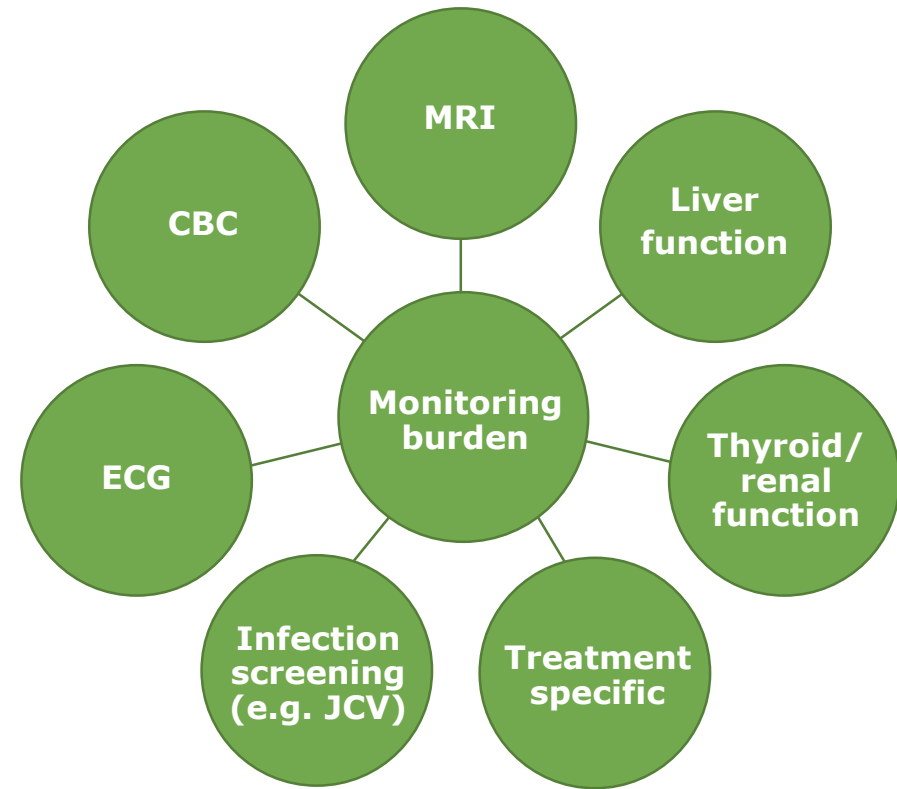 MRI
Liver
function
CBC
Monitoring
burden
Thyroid/
renal
function
ECG
Infection
screening
(e.g. JCV)
Treatment
specific